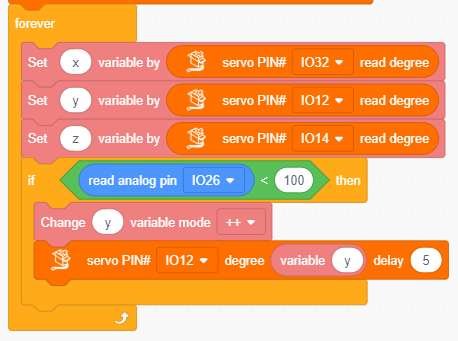 forever
Set x variable by servo PIN# IO32 read degree
Set y variable by servo PIN# IO12 read degree
Set z variable by servo PIN# IO14 read degree
if read analog pin IO26 < 100 then
Change y variable mode ++
servo PIN# IO12 degree variable y delay 5